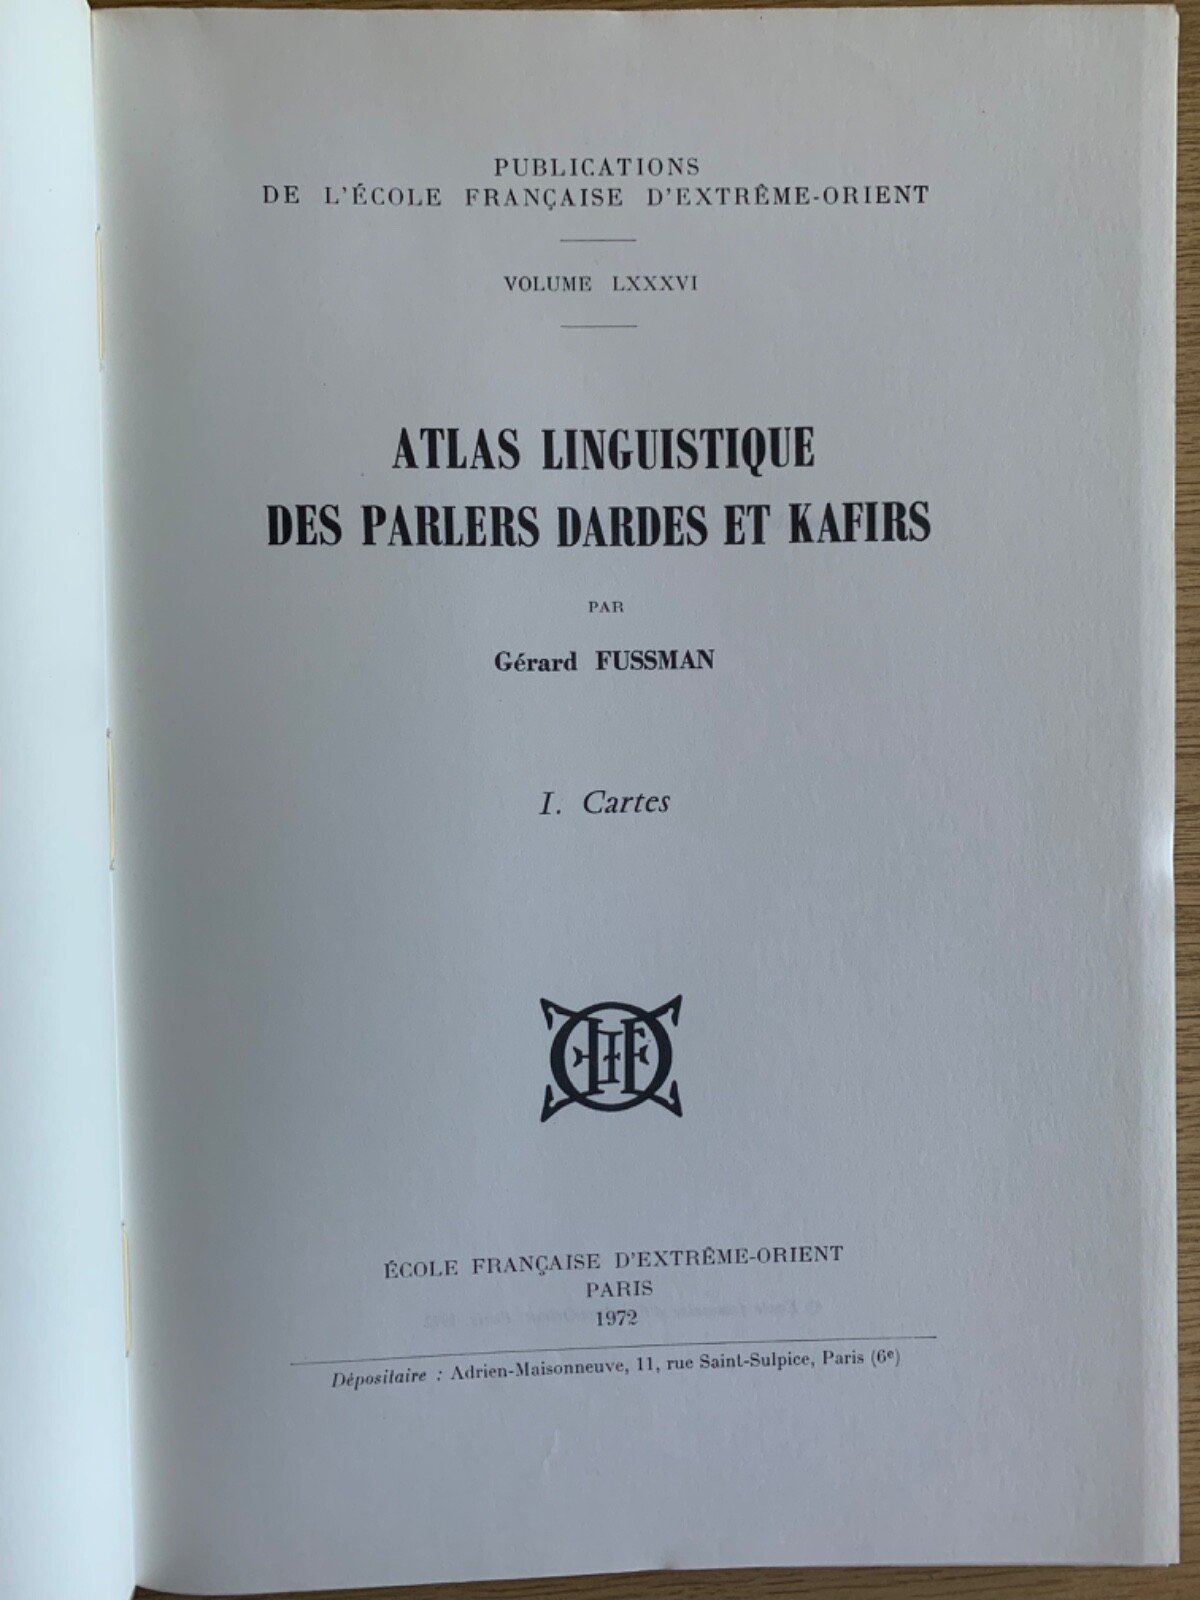 PUBLICATIONS
DE L'ÉCOLE FRANÇAISE D'EXTRÊME-ORIENT
VOLUME LXXXVI
ATLAS LINGUISTIQUE
DES PARLERS DARDES ET KAFIRS
PAR
Gérard FUSSMAN
I. Cartes
ÉCOLE FRANÇAISE D'EXTRÊME-ORIENT
PARIS
1972
Dépositaire : Adrien-Maisonneuve, 11, rue Saint-Sulpice, Paris (6e)